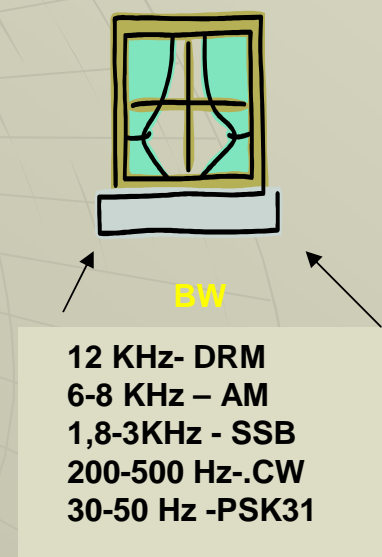 BW
12 KHz- DRM
6-8 KHz – AM
1,8-3KHz - SSB
200-500 Hz-.CW
30-50 Hz -PSK31